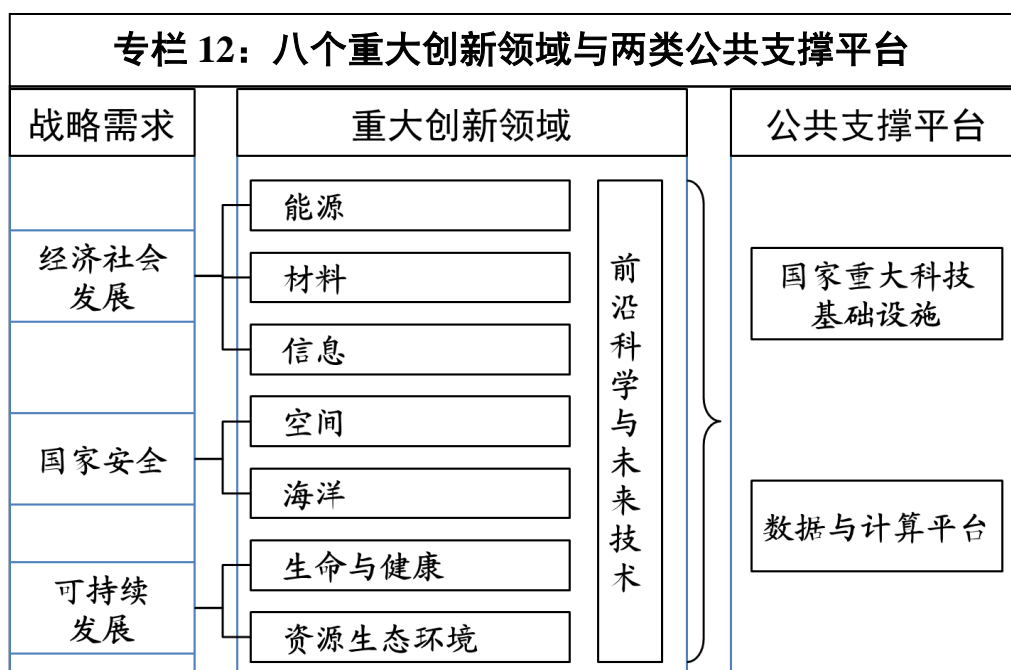 专栏 12：八个重大创新领域与两类公共支撑平台
战略需求
重大创新领域
公共支撑平台
经济社会
发展
能源
材料
信息
国家安全
空间
海洋
可持续
发展
生命与健康
资源生态环境
前沿科学与未来技术
国家重大科技
基础设施
数据与计算平台